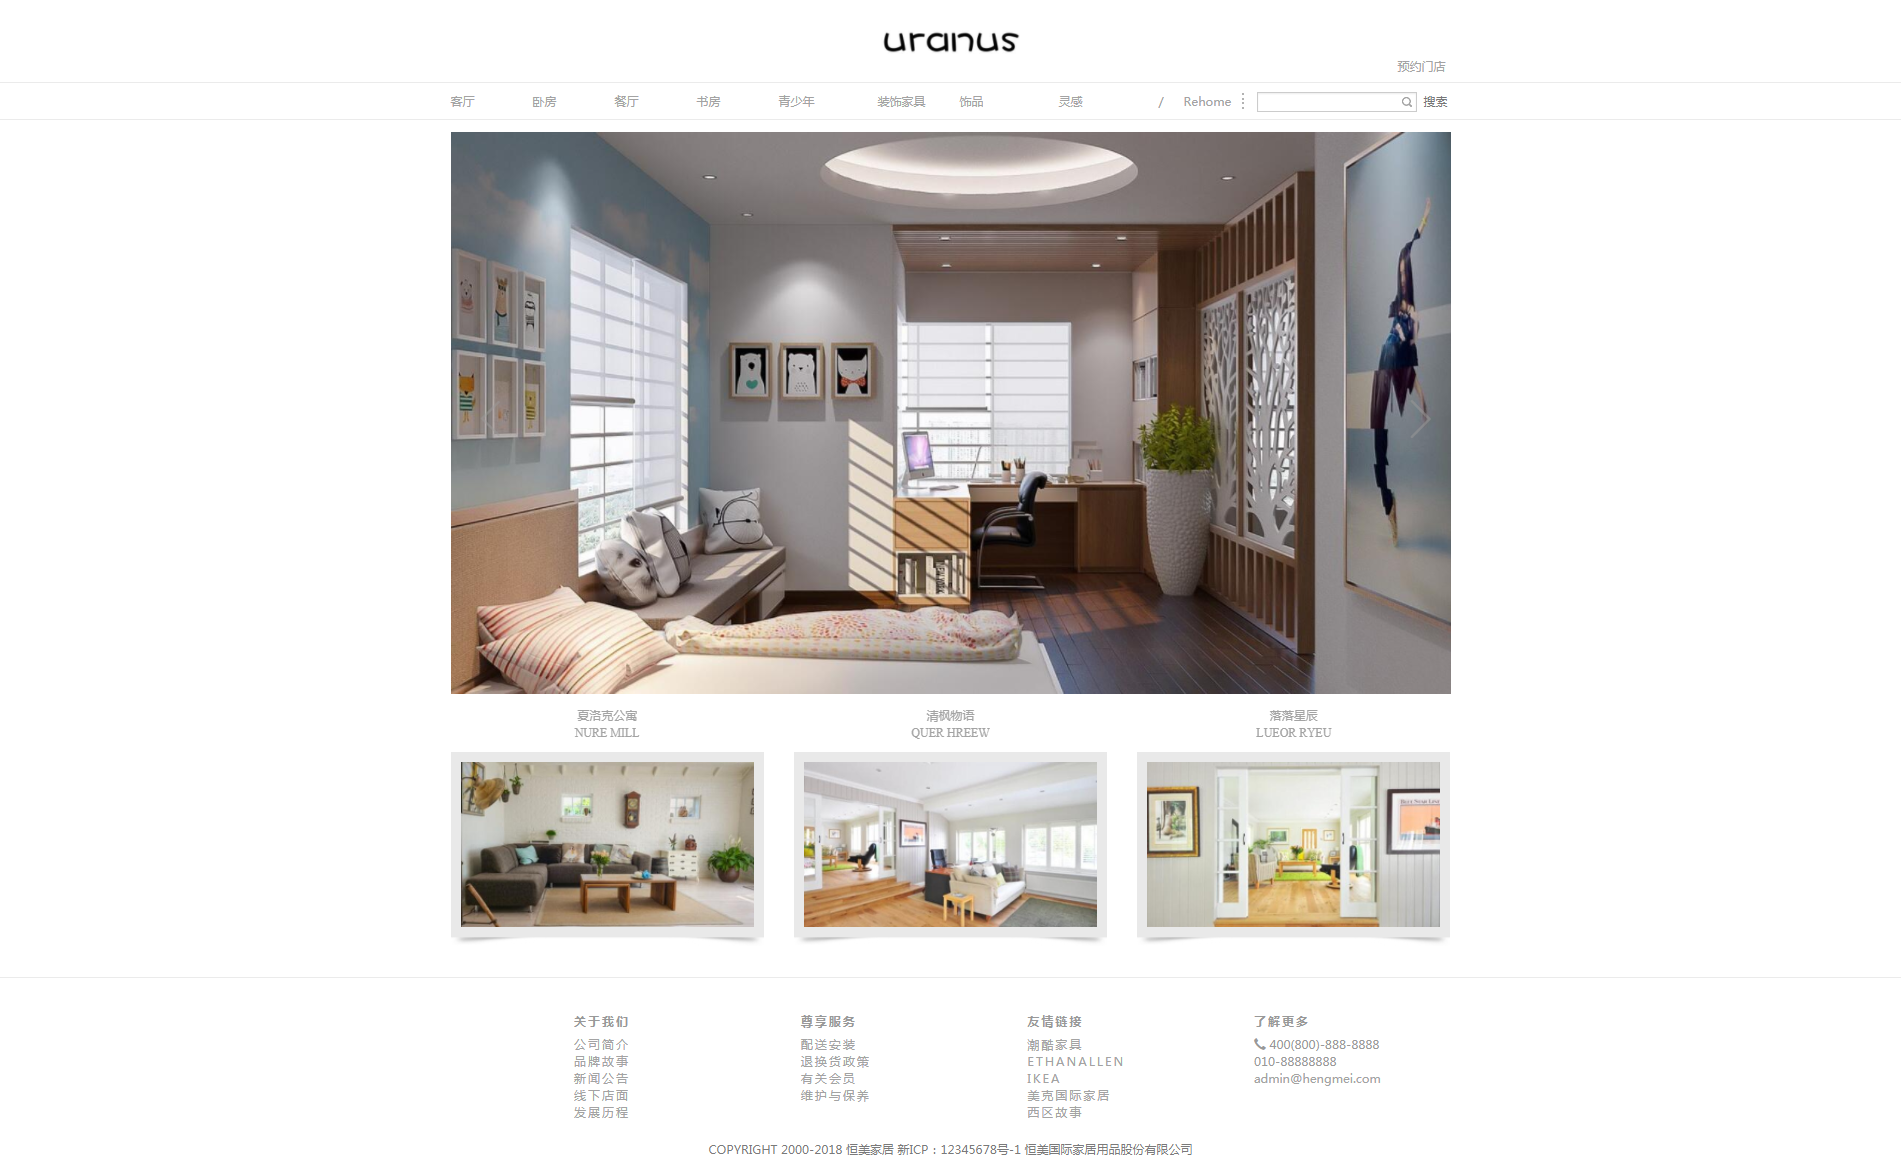 uranus
预约门店
客厅 卧房 餐厅 书房 青少年 装饰家具 饰品 灵感 / Rehome 搜索
夏洛克公寓
NURE MILL
清枫物语
QUER HREEW
落落星辰
LUEOR RYEU
关于我们
公司简介
品牌故事
新闻公告
线下店面
发展历程
尊享服务
配送安装
退换货政策
有关会员
维护与保养
友情链接
潮酷家具
ETHANALLEN
IKEA
美克国际家居
西区故事
了解更多
400(800)-888-8888
010-88888888
admin@hengmei.com
COPYRIGHT 2000-2018 恒美家居 新ICP：12345678号-1 恒美国际家居用品股份有限公司